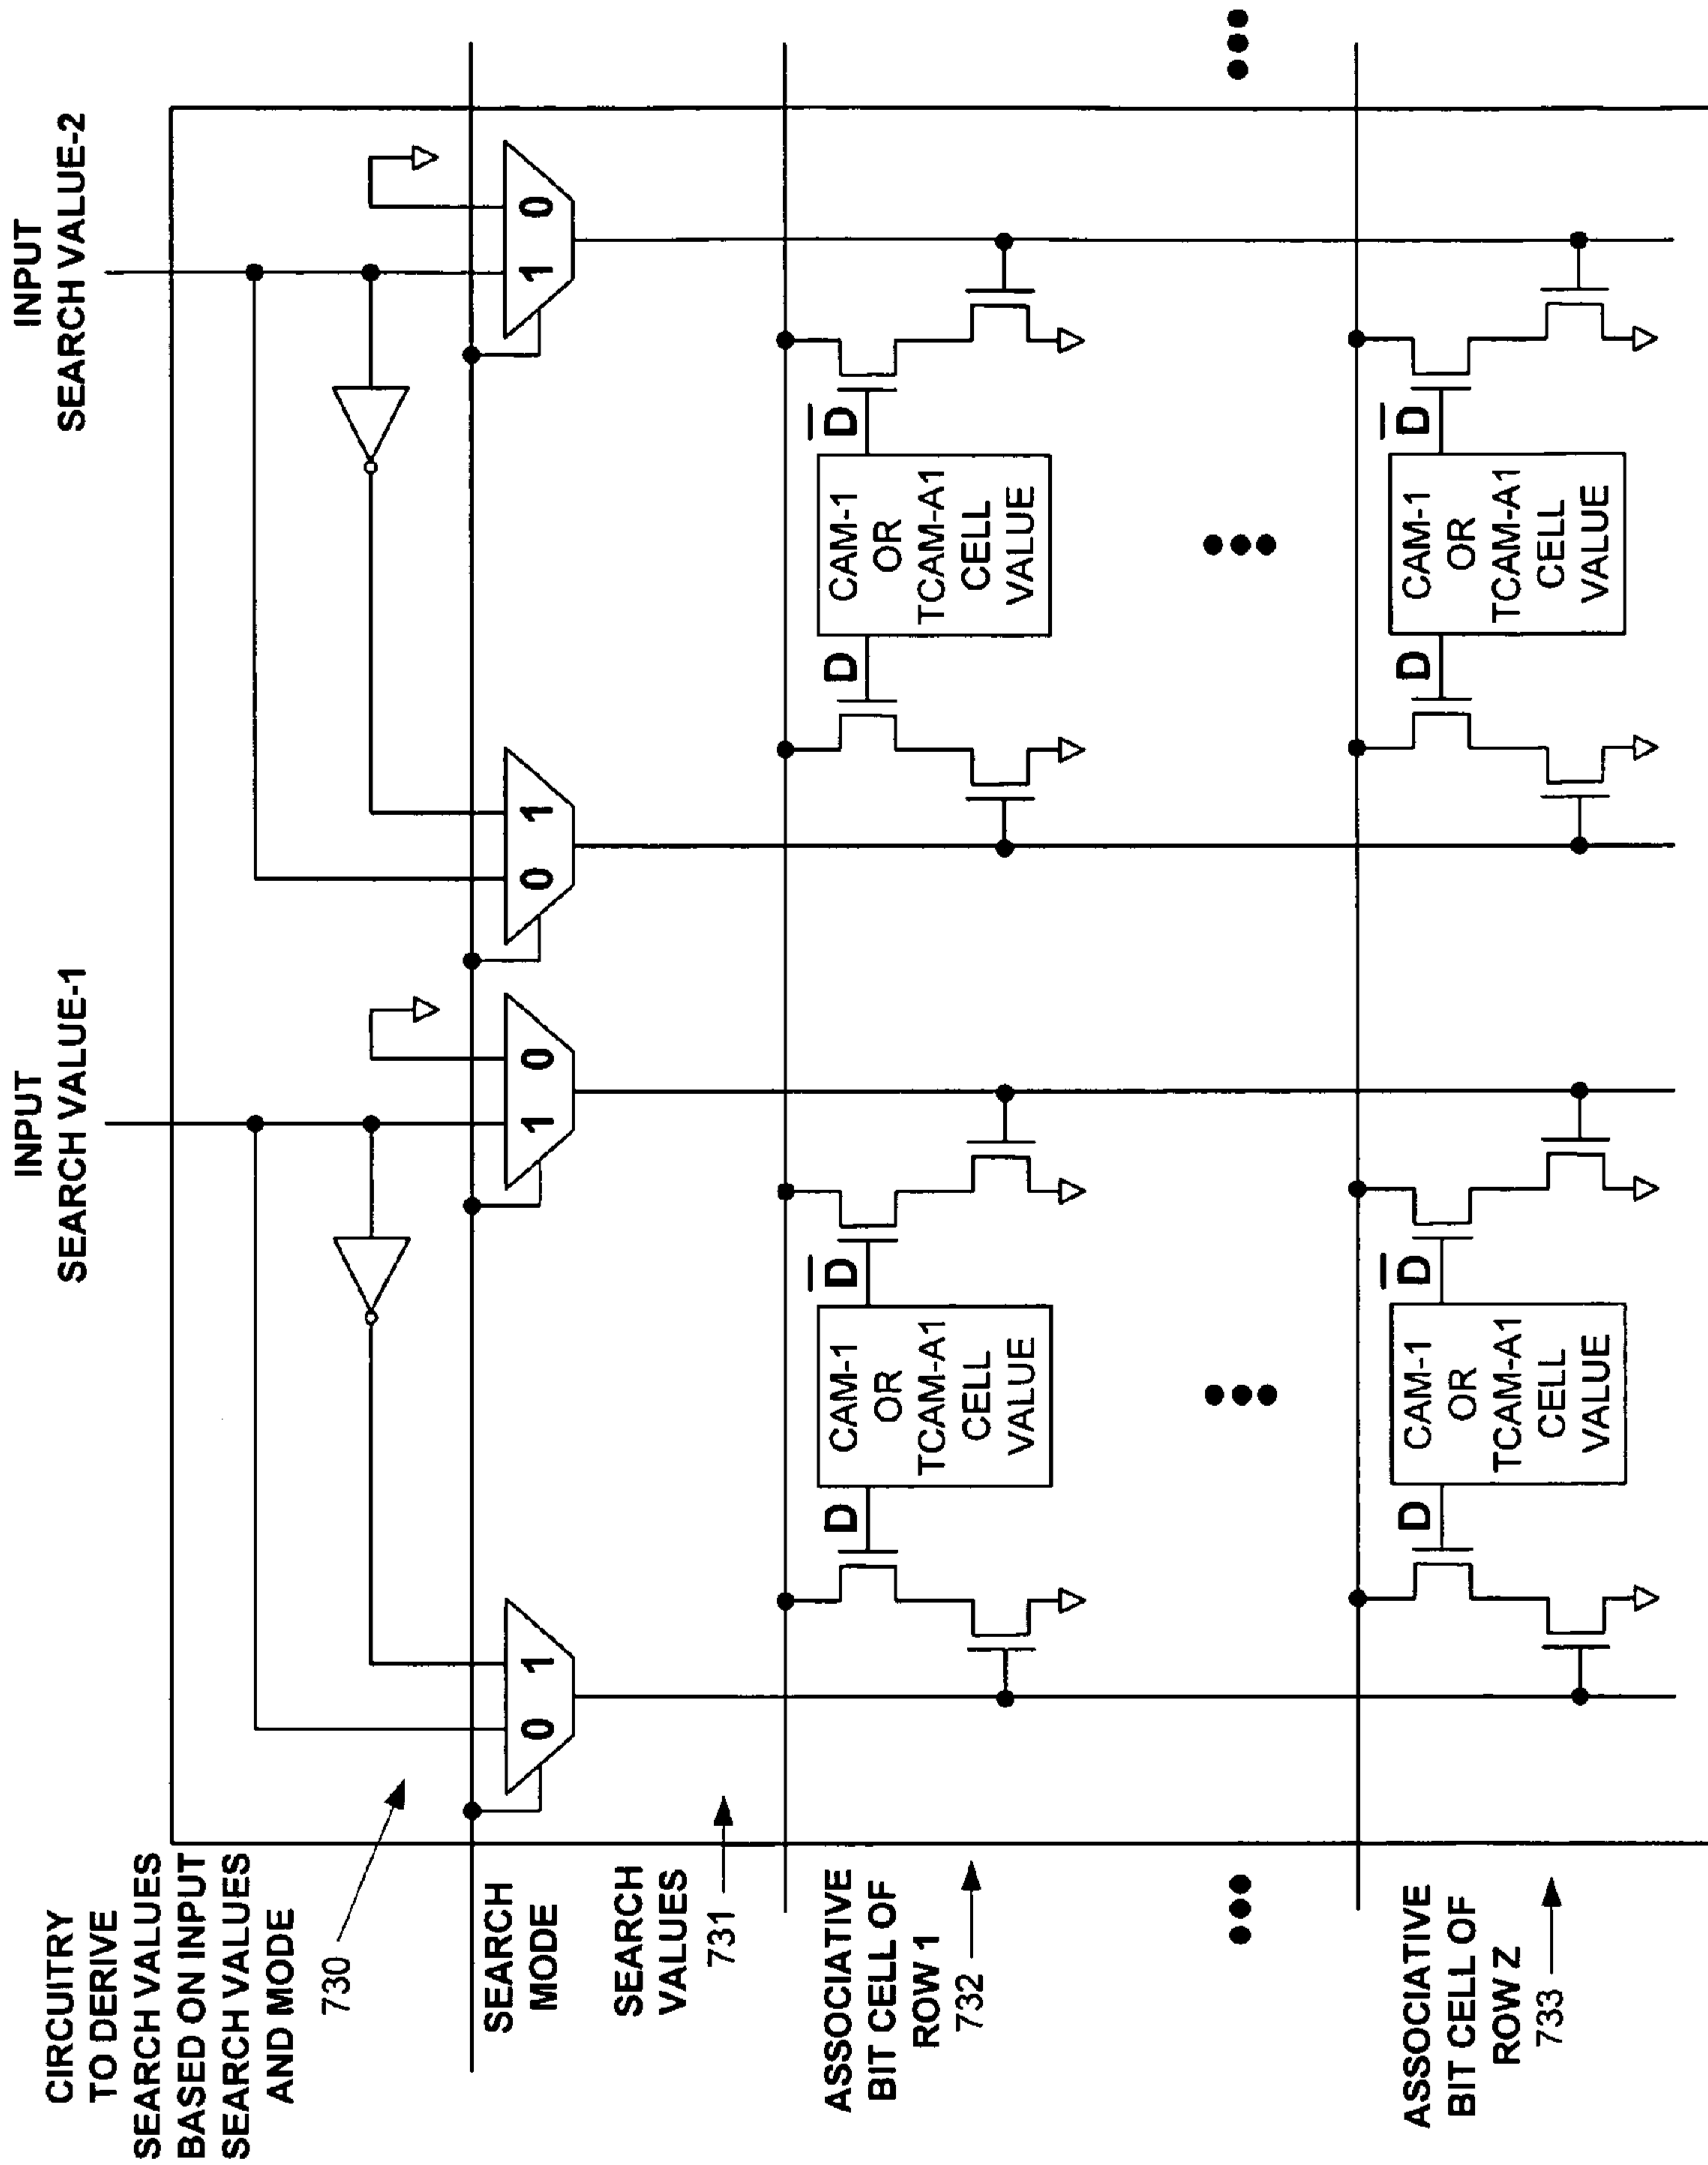 INPUT
SEARCH VALUE-1
INPUT
SEARCH VALUE-2
CIRCUITRY
TO DERIVE
SEARCH VALUES
BASED ON INPUT
SEARCH VALUES
AND MODE
730
0 1
1 0
0 1
1 0
SEARCH
MODE
SEARCH
VALUES
731
ASSOCIATIVE
BIT CELL OF
ROW 1
732
D
CAM-1
OR
TCAM-A1
CELL
VALUE
D̅
D
CAM-1
OR
TCAM-A1
CELL
VALUE
D̅
ASSOCIATIVE
BIT CELL OF
ROW Z
733
D
CAM-1
OR
TCAM-A1
CELL
VALUE
D̅
D
CAM-1
OR
TCAM-A1
CELL
VALUE
D̅